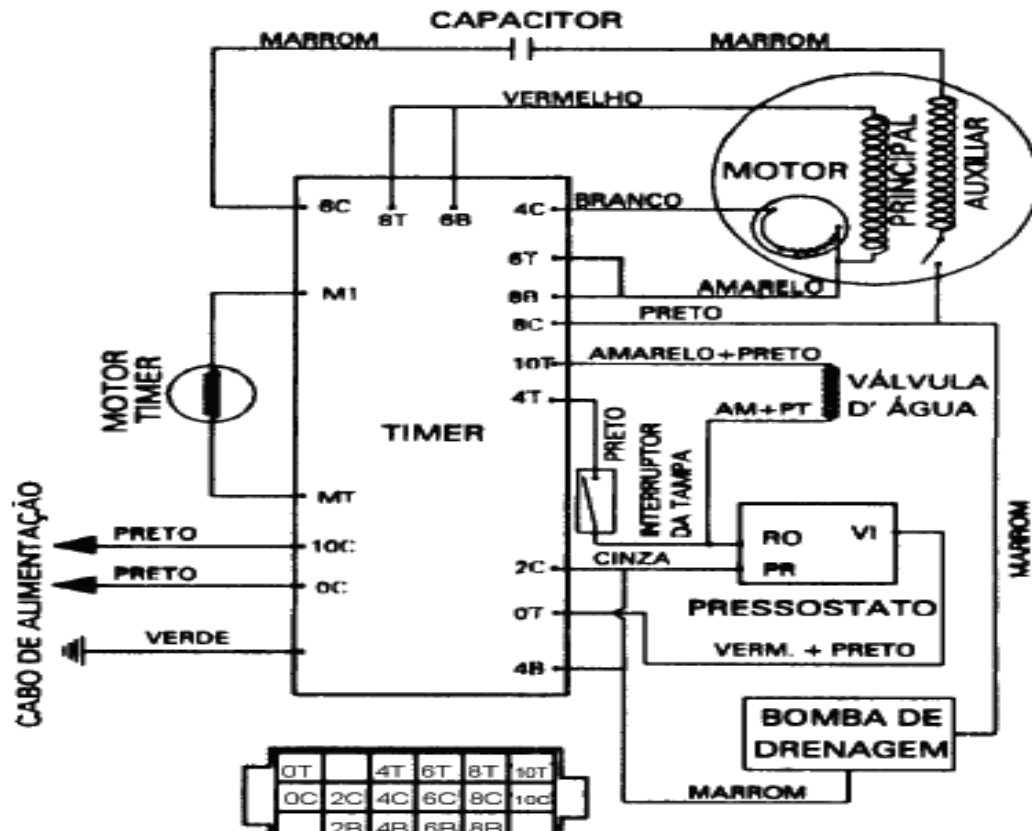 CAPACITOR
MARROM
MARROM
VERMELHO
PRINCIPAL
AUXILIAR
MOTOR
6C
8T
6B
4C
BRANCO
6T
8B
AMARELO
8C
PRETO
M1
10T
AMARELO+PRETO
4T
VÁLVULA
D' ÁGUA
AM+PT
MOTOR
TIMER
TIMER
PRETO
INTERRUPTOR
DA TAMPA
MT
CABO DE ALIMENTAÇÃO
PRETO
10C
PRETO
0C
RO
VI
CINZA
2C
PR
PRESSOSTATO
0T
MARROM
VERDE
VERM. + PRETO
4B
BOMBA DE
DRENAGEM
MARROM
0T 4T 6T 8T 10T
0C 2C 4C 6C 8C 10C
2B 4B 6B 8B